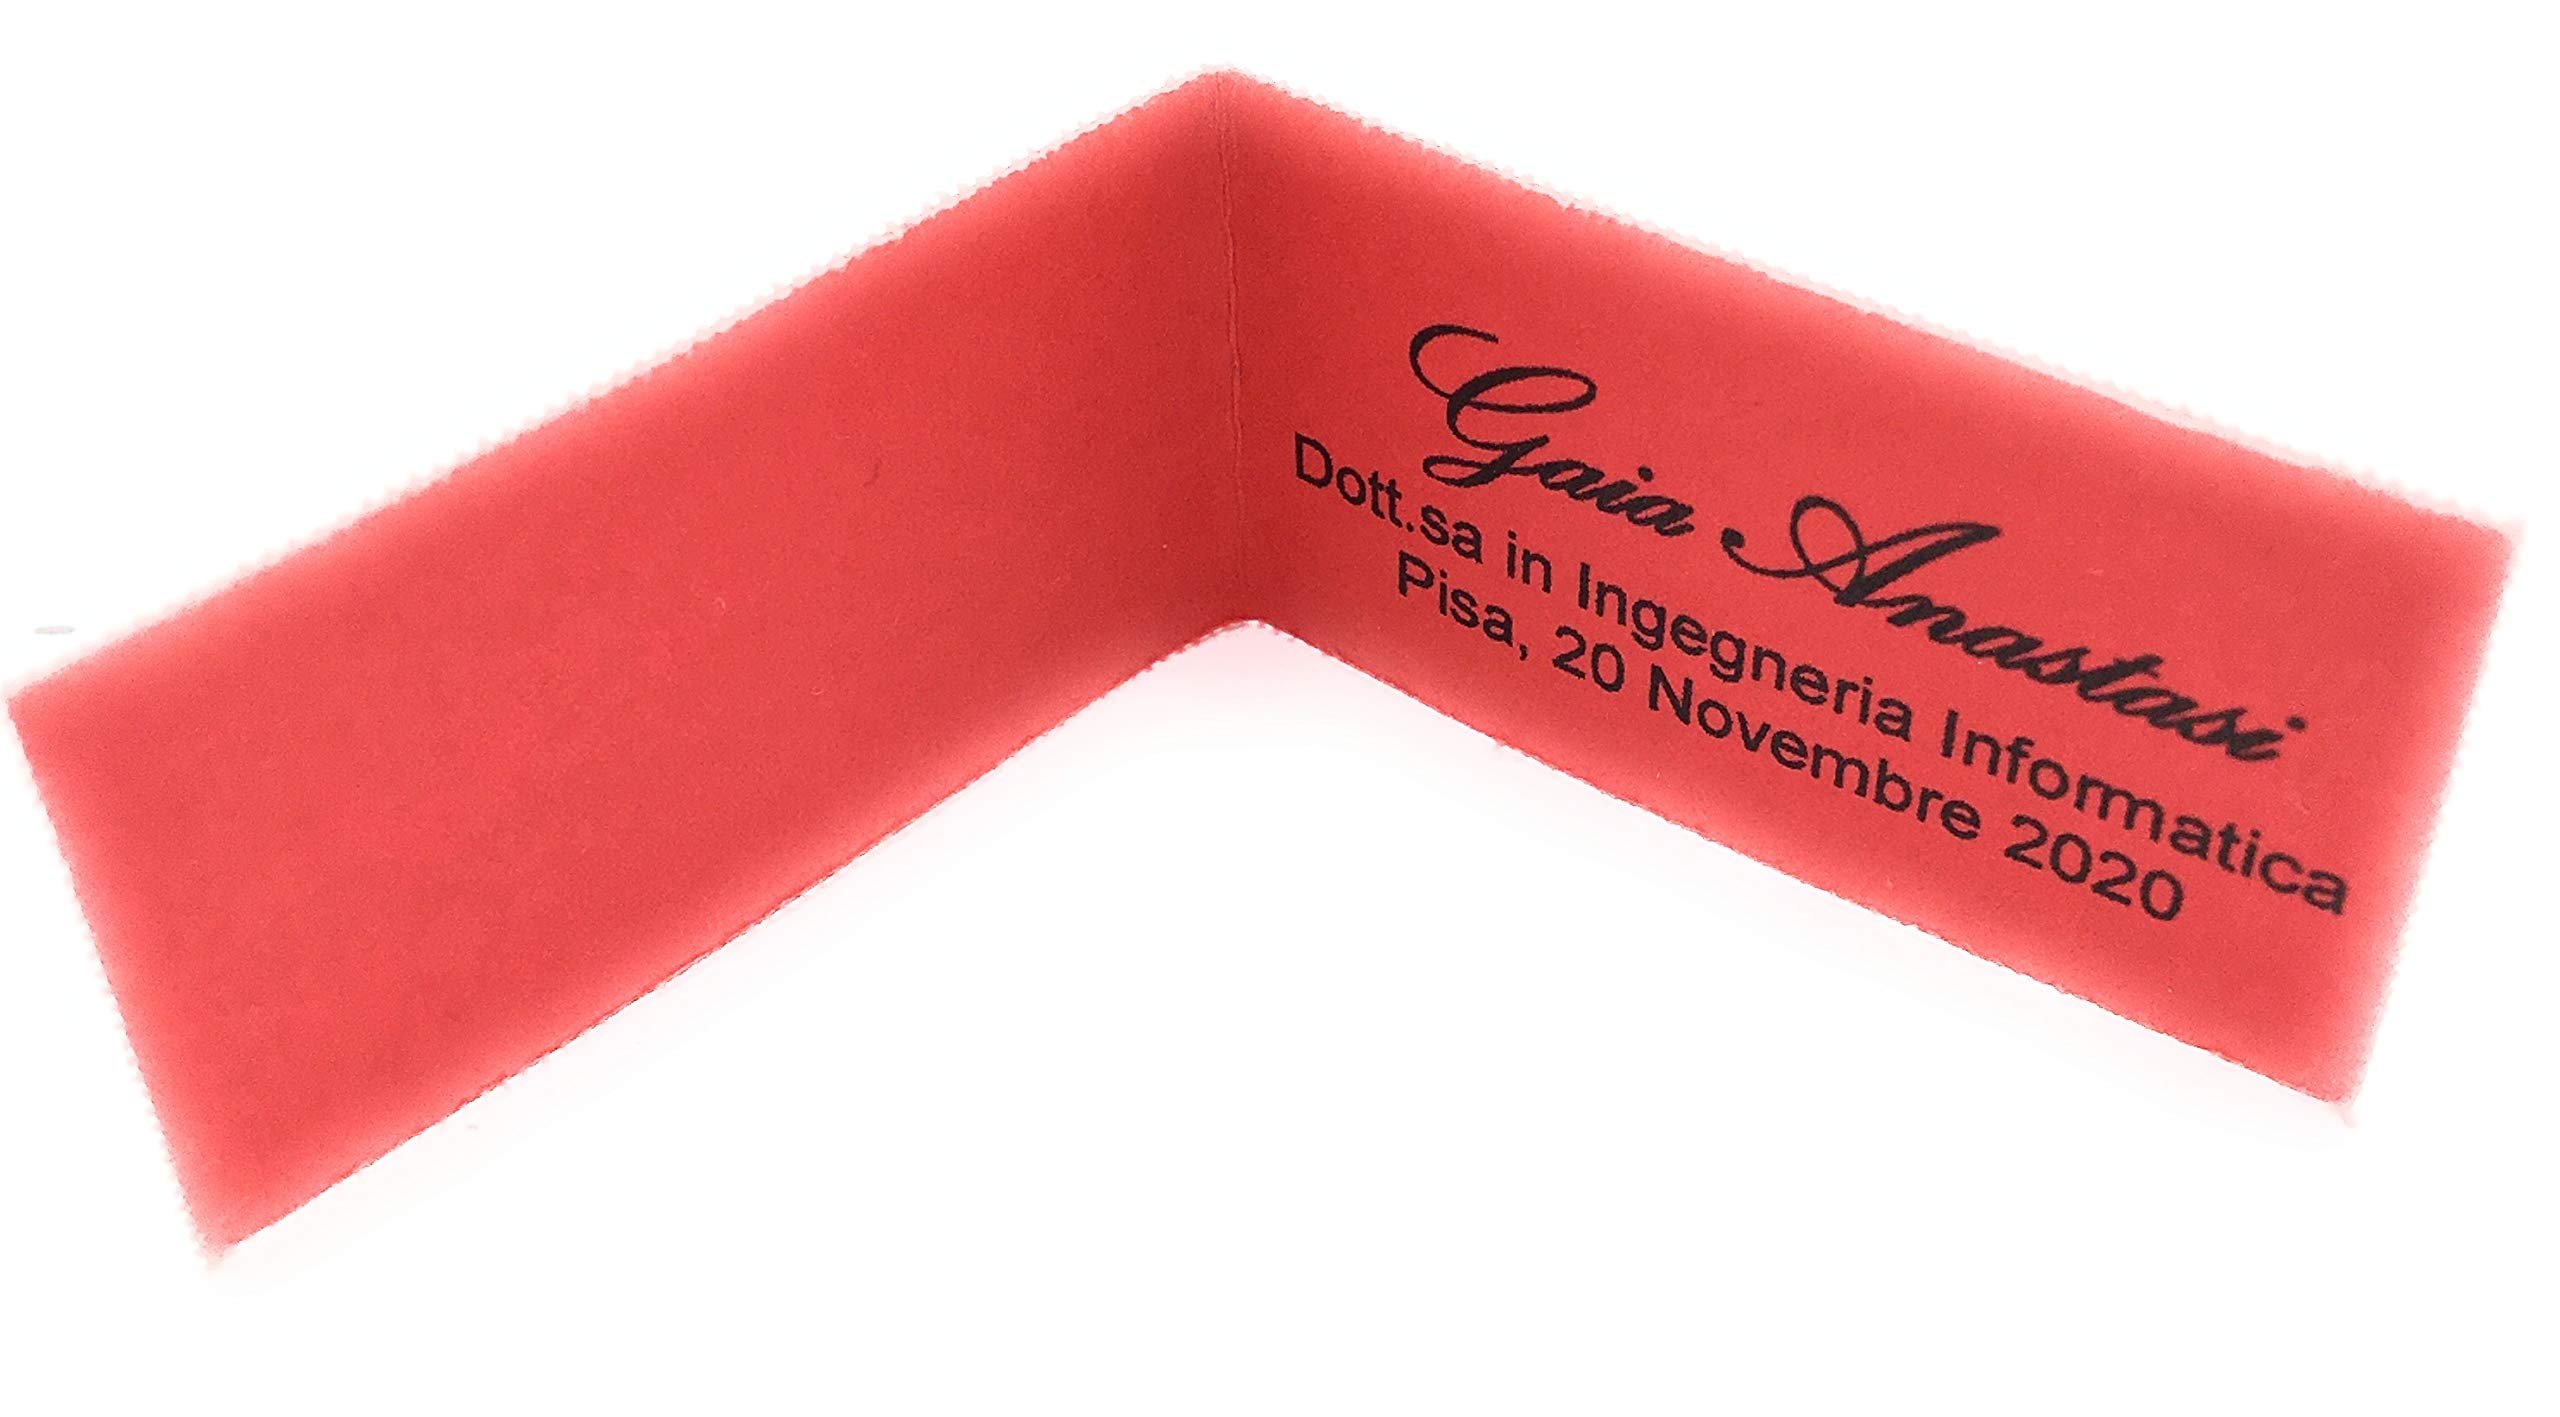 Gaia Anastasi
Dott.sa in Ingegneria Informatica
Pisa, 20 Novembre 2020